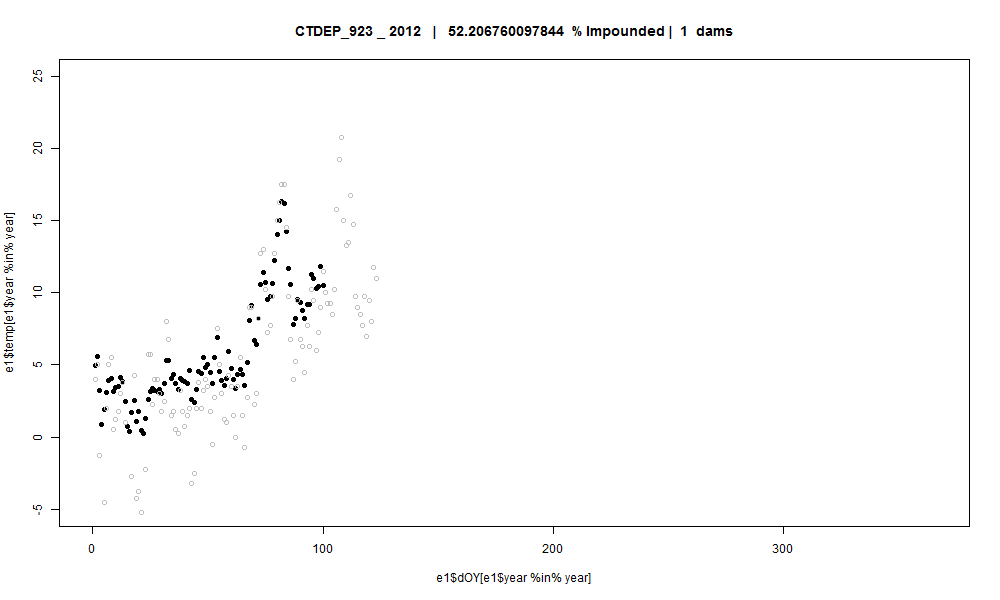 CTDEP_923 _ 2012 | 52.206760097844 % Impounded | 1 dams
e1$temp[e1$year %in% year]
25
20
15
10
5
0
-5
0 100 200 300
e1$dOY[e1$year %in% year]